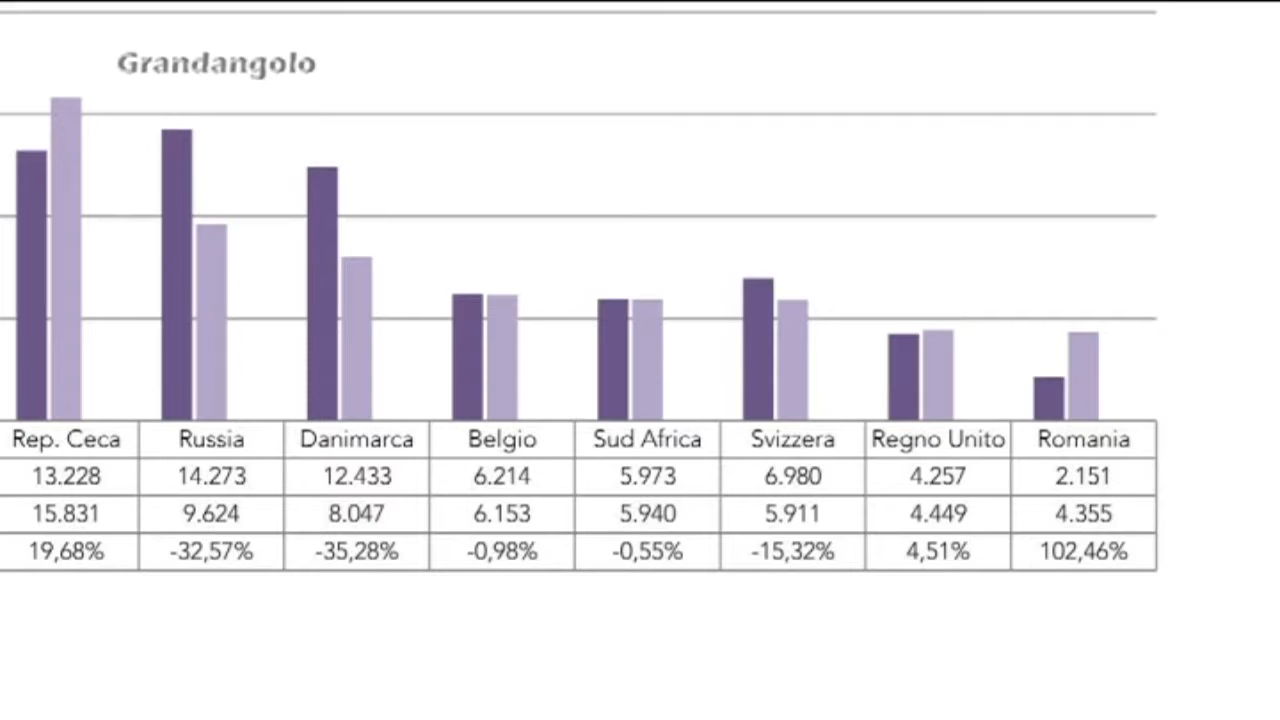 Grandangolo
Rep. Ceca Russia Danimarca Belgio Sud Africa Svizzera Regno Unito Romania
13.228 14.273 12.433 6.214 5.973 6.980 4.257 2.151
15.831 9.624 8.047 6.153 5.940 5.911 4.449 4.355
19,68% -32,57% -35,28% -0,98% -0,55% -15,32% 4,51% 102,46%